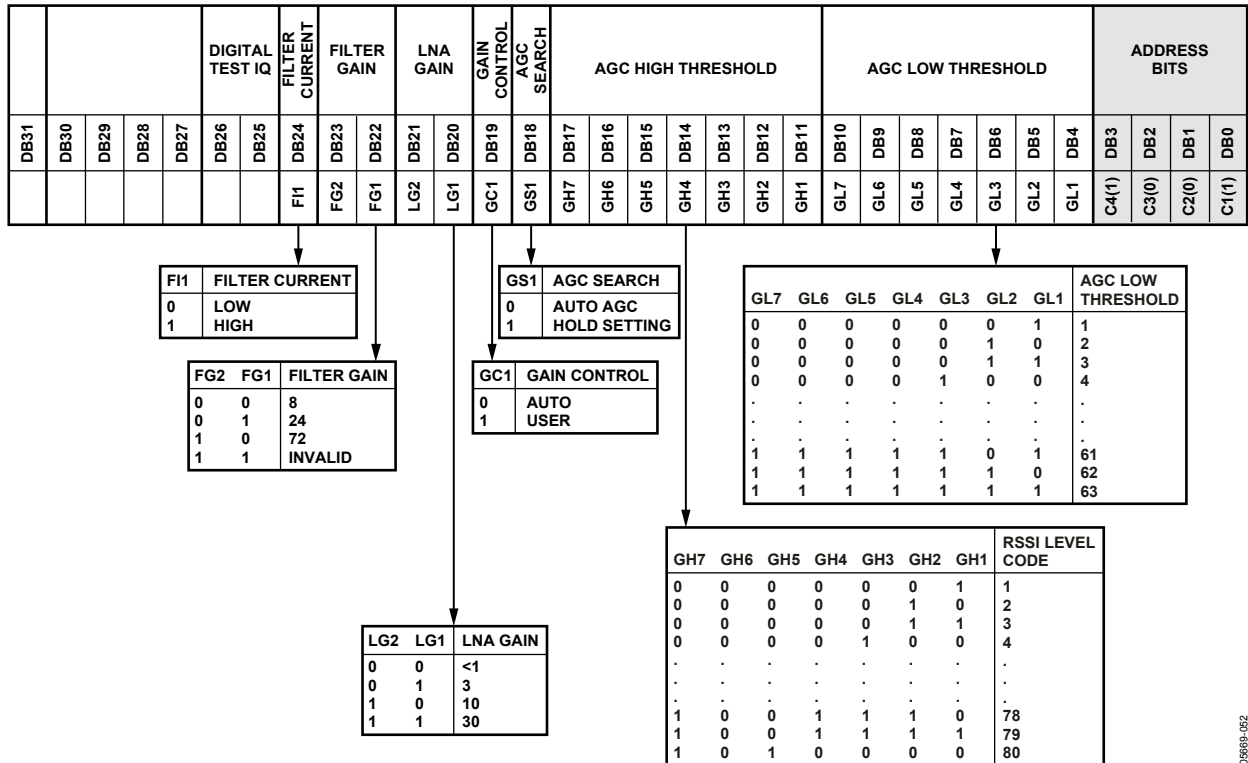 DIGITAL TEST IQ
FILTER CURRENT
FILTER GAIN
LNA GAIN
GAIN CONTROL
AGC SEARCH
AGC HIGH THRESHOLD
AGC LOW THRESHOLD
ADDRESS BITS
DB31 DB30 DB29 DB28 DB27 DB26 DB25 DB24 DB23 DB22 DB21 DB20 DB19 DB18 DB17 DB16 DB15 DB14 DB13 DB12 DB11 DB10 DB9 DB8 DB7 DB6 DB5 DB4 DB3 DB2 DB1 DB0
FI1 FG2 FG1 LG2 LG1 GC1 GS1 GH7 GH6 GH5 GH4 GH3 GH2 GH1 GL7 GL6 GL5 GL4 GL3 GL2 GL1 C4(1) C3(0) C2(0) C1(1)
FI1 FILTER CURRENT
0 LOW
1 HIGH
GS1 AGC SEARCH
0 AUTO AGC
1 HOLD SETTING
FG2 FG1 FILTER GAIN
0 0 8
0 1 24
1 0 72
1 1 INVALID
GC1 GAIN CONTROL
0 AUTO
1 USER
GL7 GL6 GL5 GL4 GL3 GL2 GL1 AGC LOW THRESHOLD
0 0 0 0 0 0 1 1
0 0 0 0 0 1 0 2
0 0 0 0 0 1 1 3
0 0 0 0 1 0 0 4
. . . . . . . .
. . . . . . . .
. . . . . . . .
1 1 1 1 1 0 1 61
1 1 1 1 1 1 0 62
1 1 1 1 1 1 1 63
LG2 LG1 LNA GAIN
0 0 <1
0 1 3
1 0 10
1 1 30
GH7 GH6 GH5 GH4 GH3 GH2 GH1 RSSI LEVEL CODE
0 0 0 0 0 0 1 1
0 0 0 0 0 1 0 2
0 0 0 0 0 1 1 3
0 0 0 0 1 0 0 4
. . . . . . . .
. . . . . . . .
. . . . . . . .
1 0 0 1 1 1 0 78
1 0 0 1 1 1 1 79
1 0 1 0 0 0 0 80
05669-052